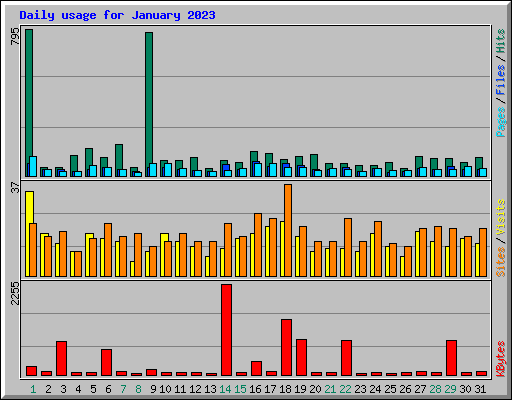 Daily usage for January 2023
795
Pages / Files / Hits
37
Sites / Visits
2255
KBytes
1 2 3 4 5 6 7 8 9 10 11 12 13 14 15 16 17 18 19 20 21 22 23 24 25 26 27 28 29 30 31